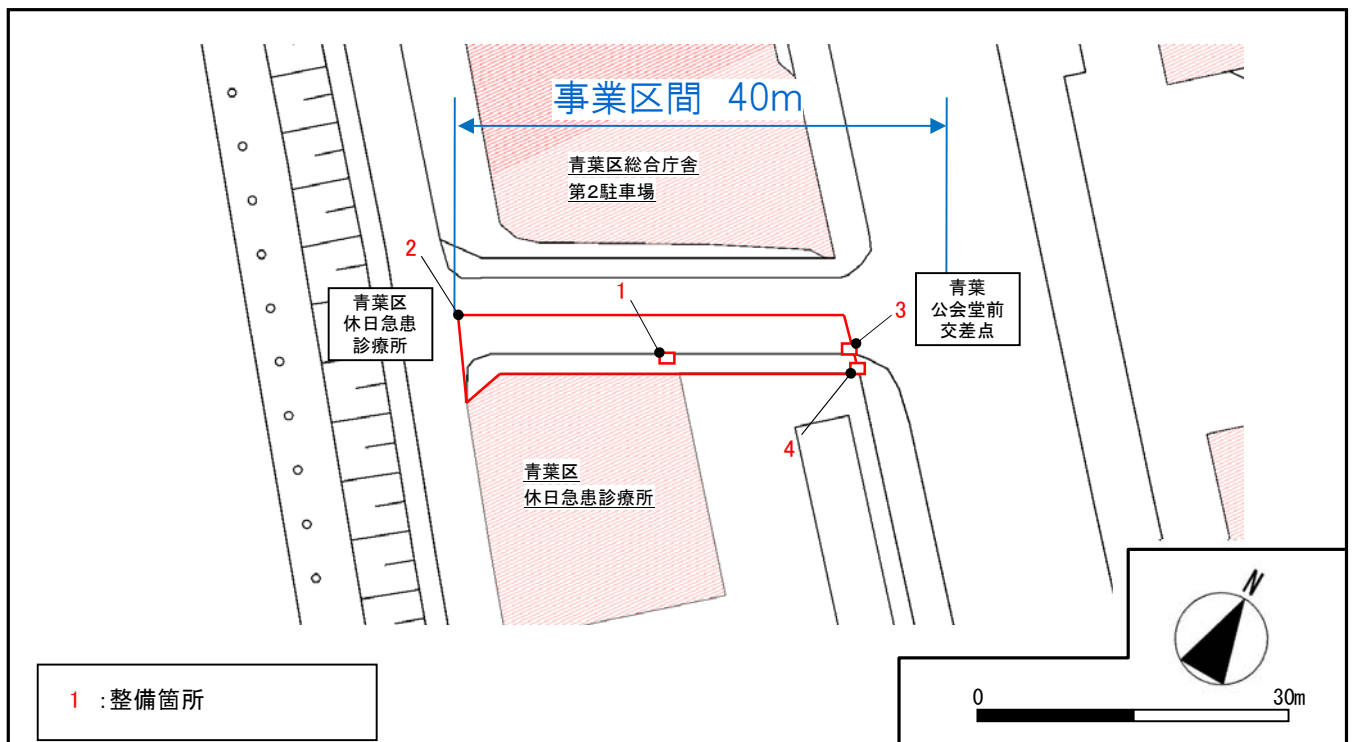 事業区間 40m
青葉区総合庁舎
第2駐車場
2
青葉区
休日急患
診療所
1
3
青葉
公会堂前
交差点
4
青葉区
休日急患診療所
N
1 :整備箇所
0 30m